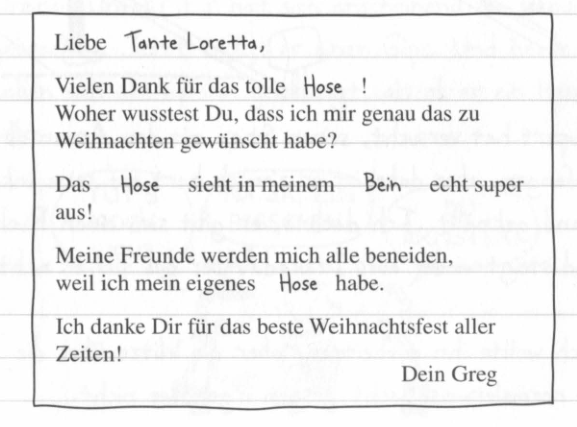 Liebe Tante Loretta,
Vielen Dank für das tolle Hose !
Woher wusstest Du, dass ich mir genau das zu
Weihnachten gewünscht habe?
Das Hose sieht in meinem Bein echt super
aus!
Meine Freunde werden mich alle beneiden,
weil ich mein eigenes Hose habe.
Ich danke Dir für das beste Weihnachtsfest aller
Zeiten!
Dein Greg